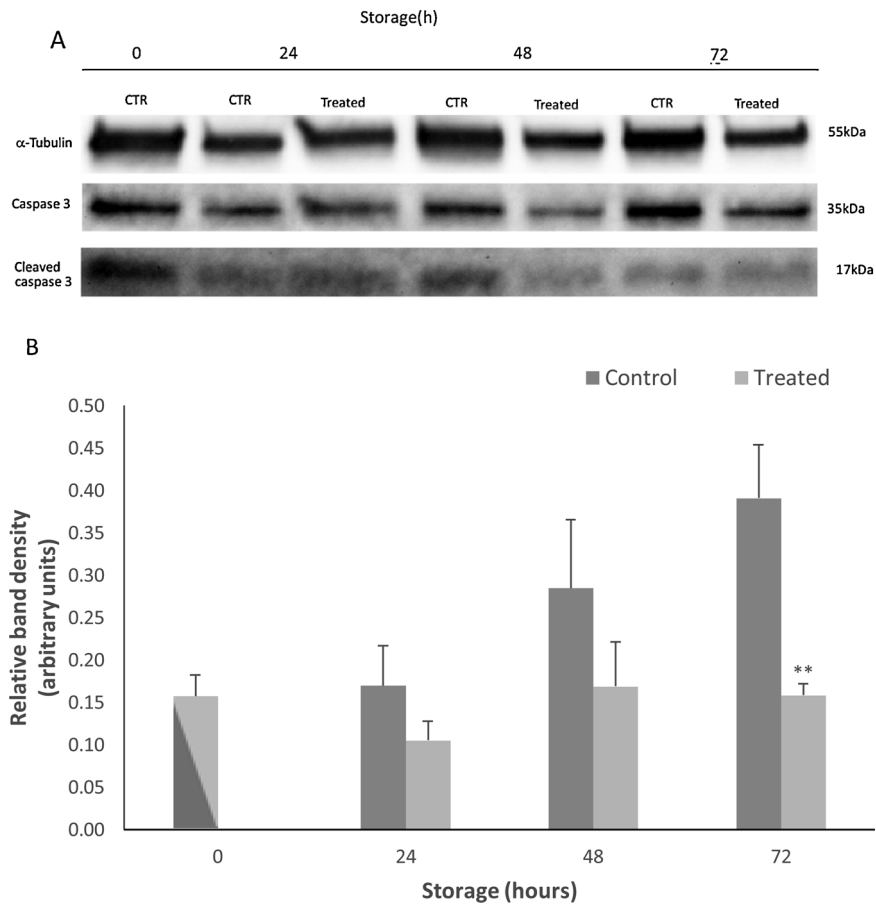 A
Storage(h)
0 24 48 72
CTR CTR Treated CTR Treated CTR Treated
α-Tubulin 55kDa
Caspase 3 35kDa
Cleaved
caspase 3 17kDa
B
Control Treated
Relative band density
(arbitrary units)
0.50
0.45
0.40
0.35
0.30
0.25
0.20
0.15
0.10
0.05
0.00
**
0 24 48 72
Storage (hours)